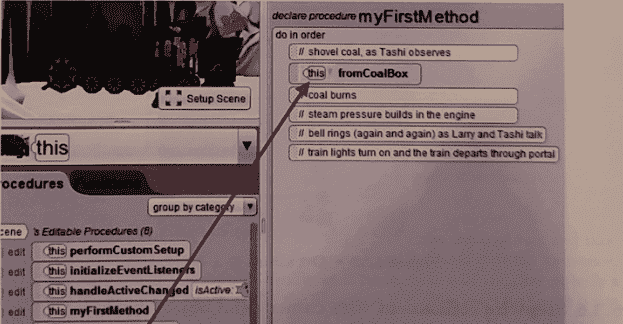 declare procedure myFirstMethod
do in order
// shovel coal, as Tashi observes
this fromCoalBox
coal burns
// steam pressure builds in the engine
// bell rings (again and again) as Larry and Tashi talk
// train lights turn on and the train departs through portal
Setup Scene
this
rocedures
group by category
cene 's Editable Procedures (6)
edit this performCustomSetup
edit this initializeEventListeners
edit this handleActiveChanged isActive:
edit this myFirstMethod